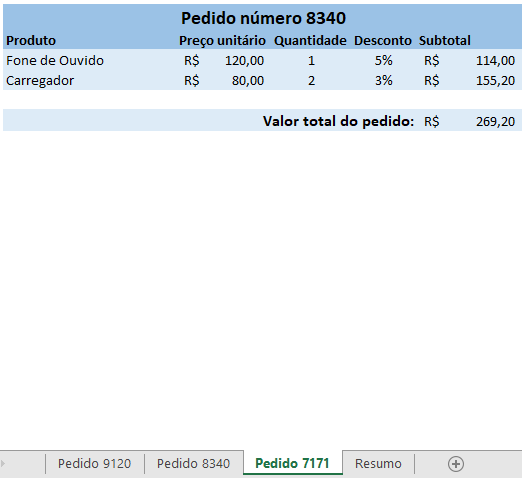 Pedido número 8340
Produto Preço unitário Quantidade Desconto Subtotal
Fone de Ouvido R$ 120,00 1 5% R$ 114,00
Carregador R$ 80,00 2 3% R$ 155,20
Valor total do pedido: R$ 269,20
Pedido 9120 Pedido 8340 Pedido 7171 Resumo